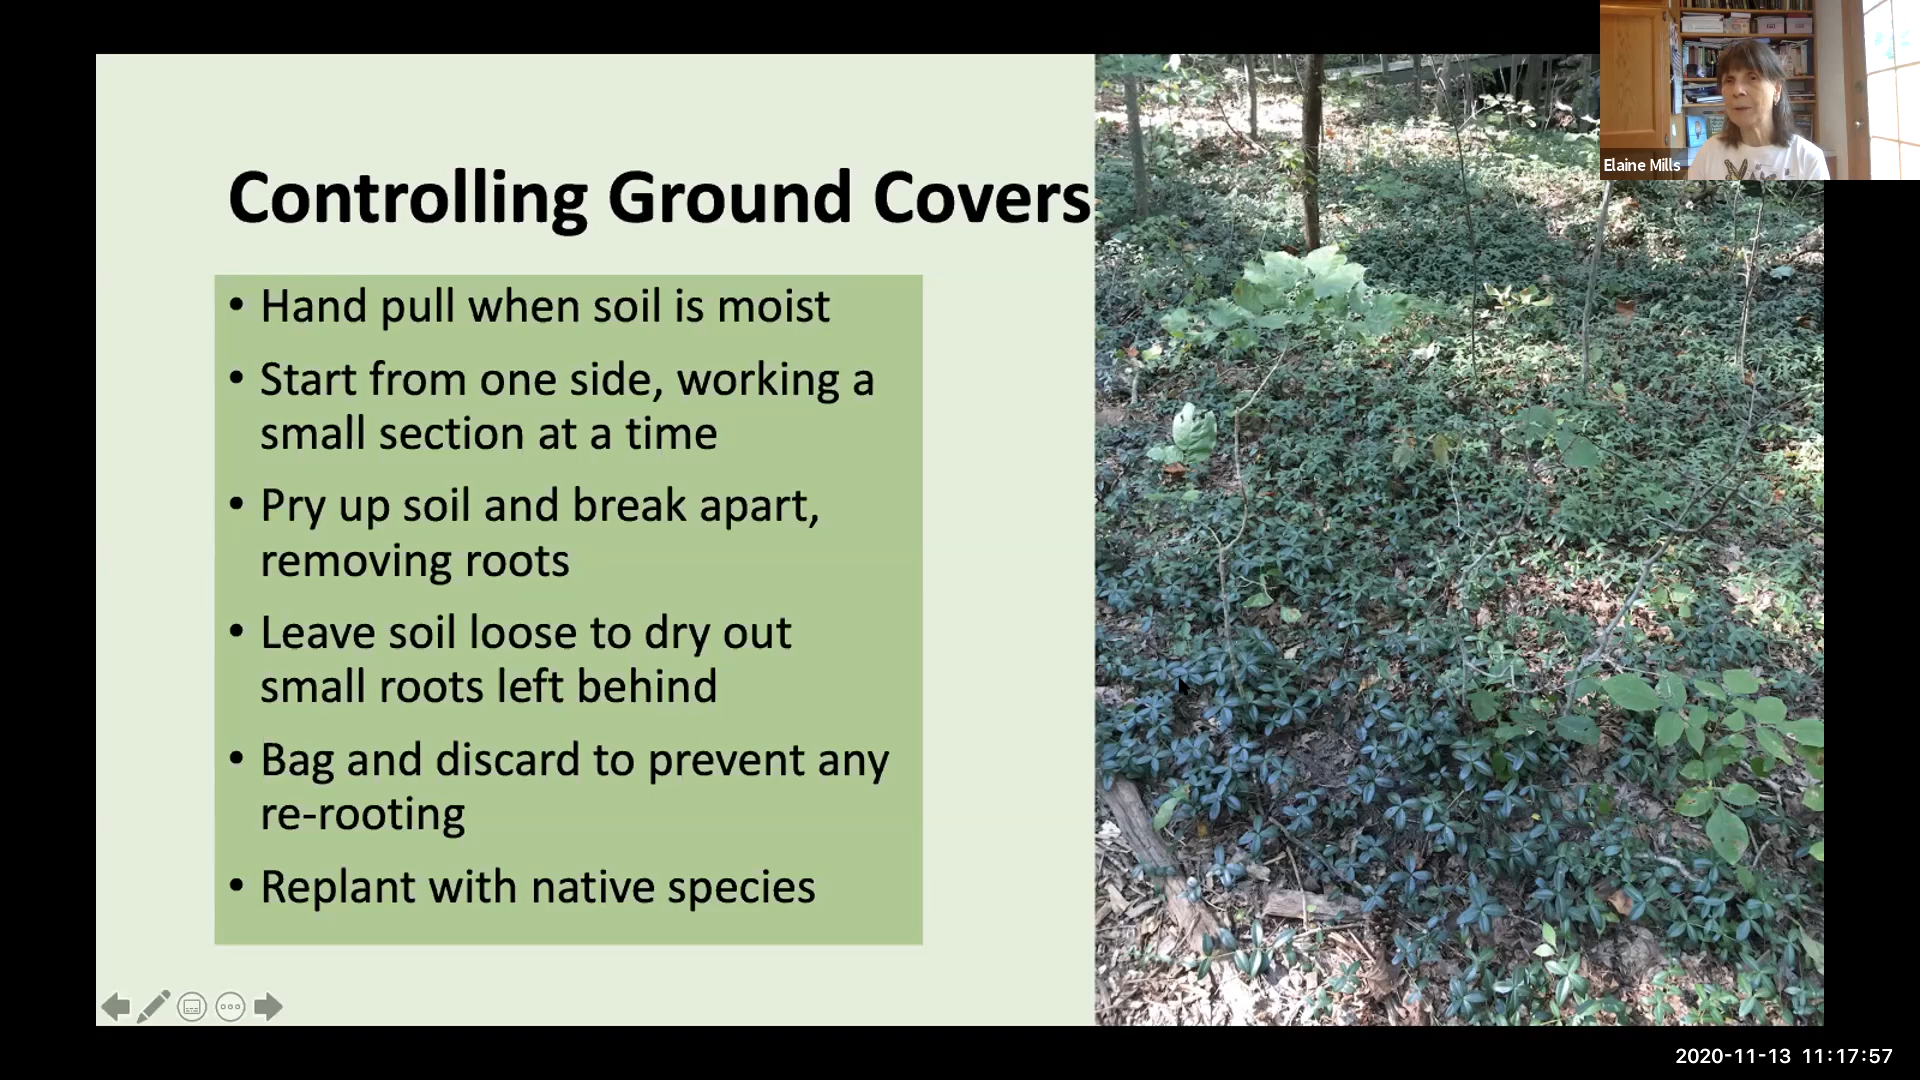 Controlling Ground Covers
• Hand pull when soil is moist
• Start from one side, working a
small section at a time
• Pry up soil and break apart,
removing roots
• Leave soil loose to dry out
small roots left behind
• Bag and discard to prevent any
re-rooting
• Replant with native species
Elaine Mills
2020-11-13 11:17:57